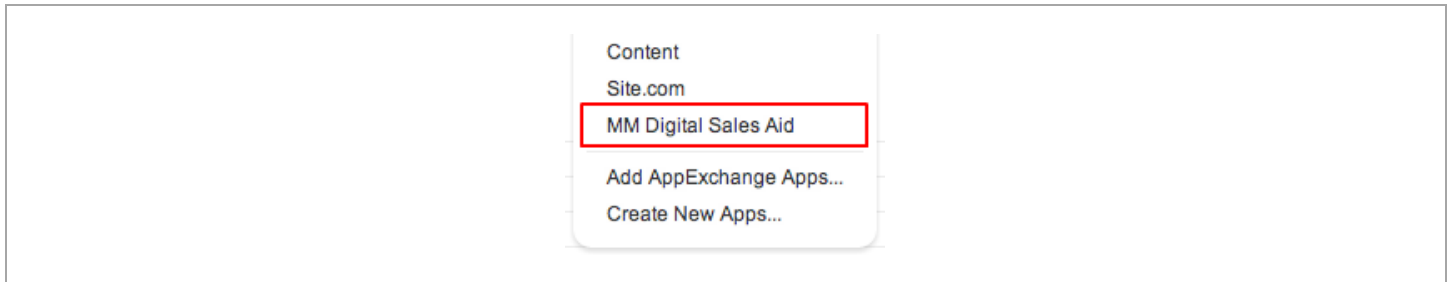 Content
Site.com
MM Digital Sales Aid
Add AppExchange Apps...
Create New Apps...